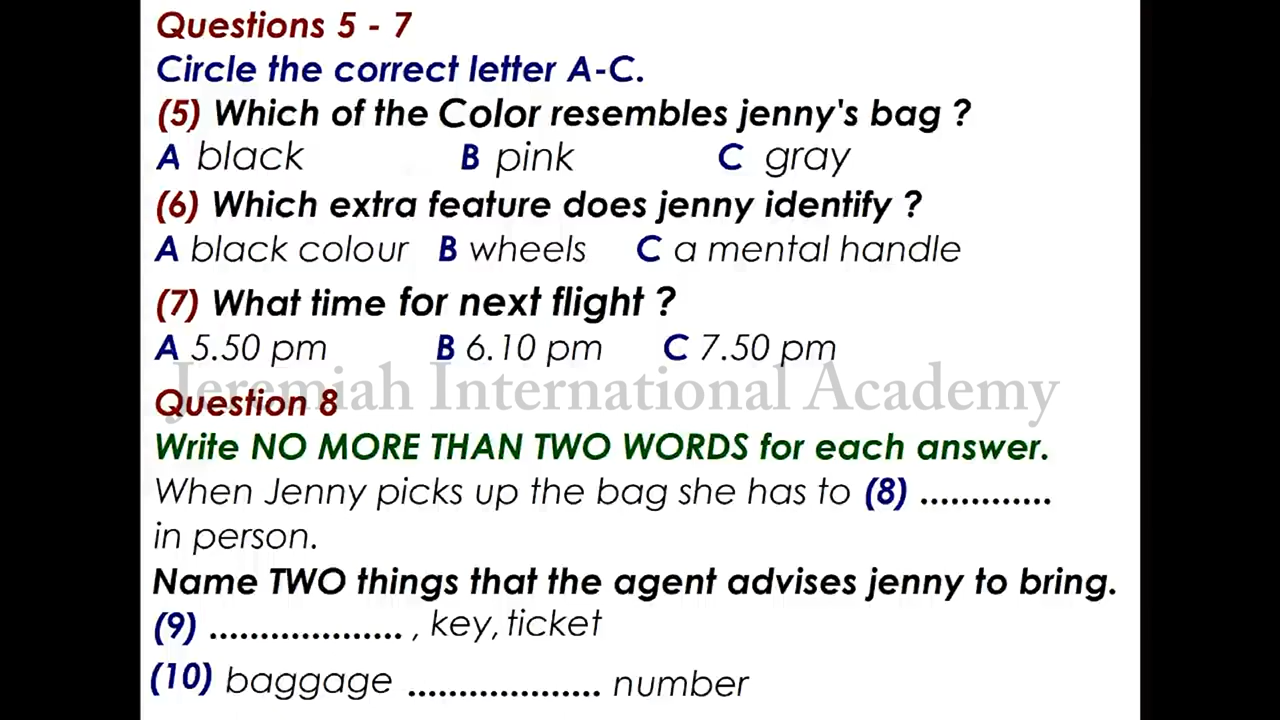 Questions 5 - 7
Circle the correct letter A-C.
(5) Which of the Color resembles jenny's bag ?
A black B pink C gray
(6) Which extra feature does jenny identify ?
A black colour B wheels C a mental handle
(7) What time for next flight ?
A 5.50 pm B 6.10 pm C 7.50 pm
Jeremiah International Academy
Question 8
Write NO MORE THAN TWO WORDS for each answer.
When Jenny picks up the bag she has to (8) .............
in person.
Name TWO things that the agent advises jenny to bring.
(9) ................... , key, ticket
(10) baggage ................... number